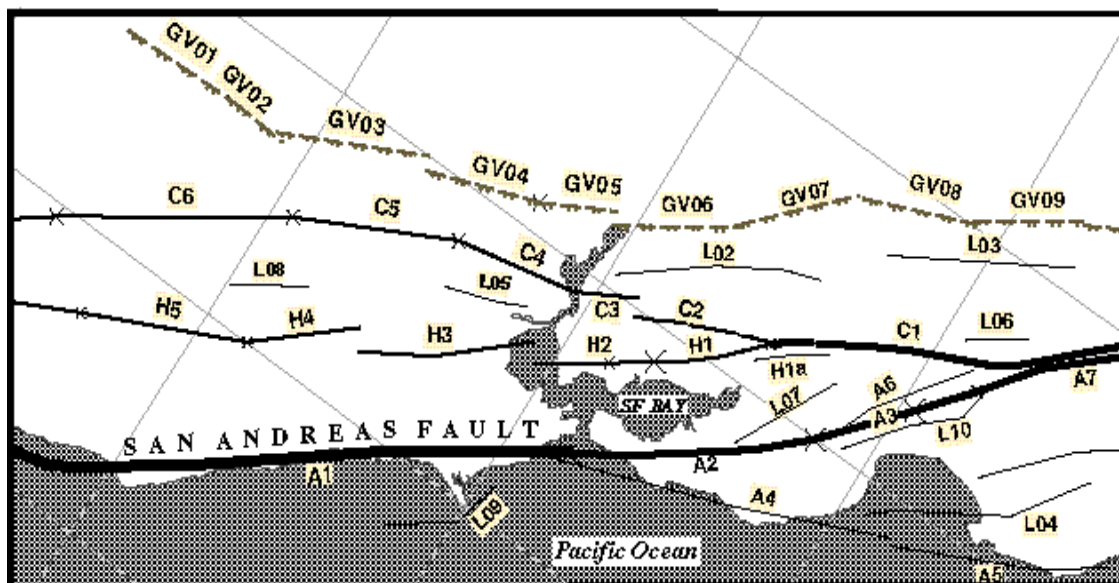 GV01
GV02
GV03
GV04
GV05
GV06
GV07
GV08
GV09
C6
C5
C4
L02
L03
L08
L05
H5
H4
H3
C3
C2
C1
L06
H2
H1
H1a
A7
SF BAY
L07
A6
A3
L10
SAN ANDREAS FAULT
A1
A2
A4
L09
L04
Pacific Ocean
A5